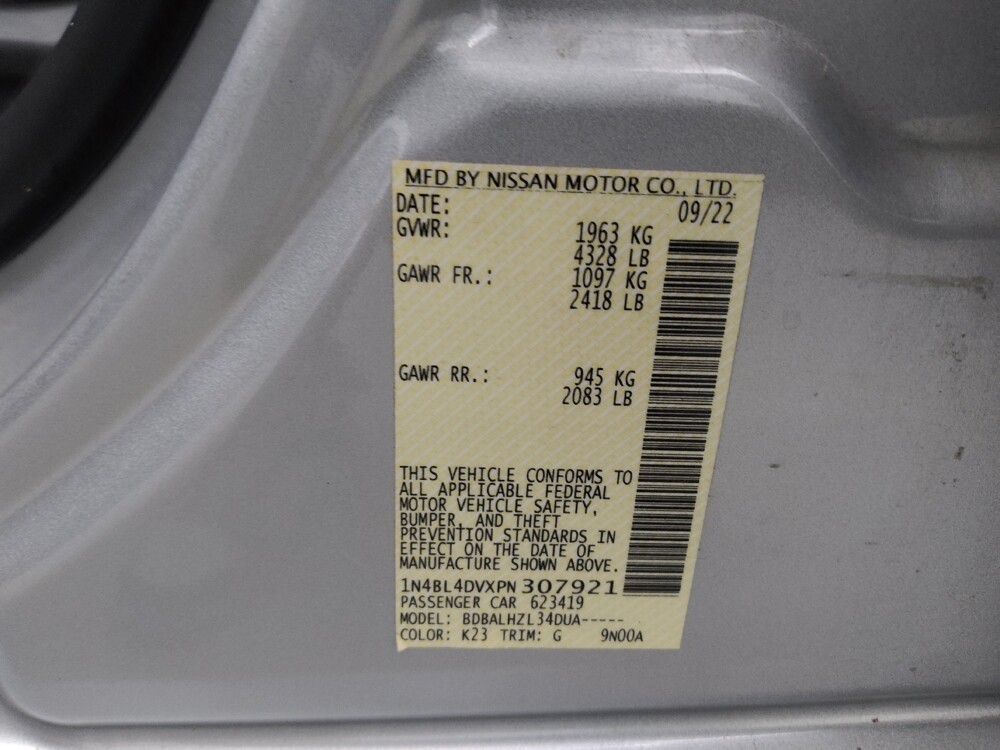 MFD BY NISSAN MOTOR CO., LTD.
DATE: 09/22
GVWR: 1963 KG
4328 LB
GAWR FR.: 1097 KG
2418 LB
GAWR RR.: 945 KG
2083 LB
THIS VEHICLE CONFORMS TO
ALL APPLICABLE FEDERAL
MOTOR VEHICLE SAFETY,
BUMPER, AND THEFT
PREVENTION STANDARDS IN
EFFECT ON THE DATE OF
MANUFACTURE SHOWN ABOVE.
1N4BL4DVXPN307921
PASSENGER CAR 623419
MODEL: BDBALHZL34DUA-----
COLOR: K23 TRIM: G 9N00A